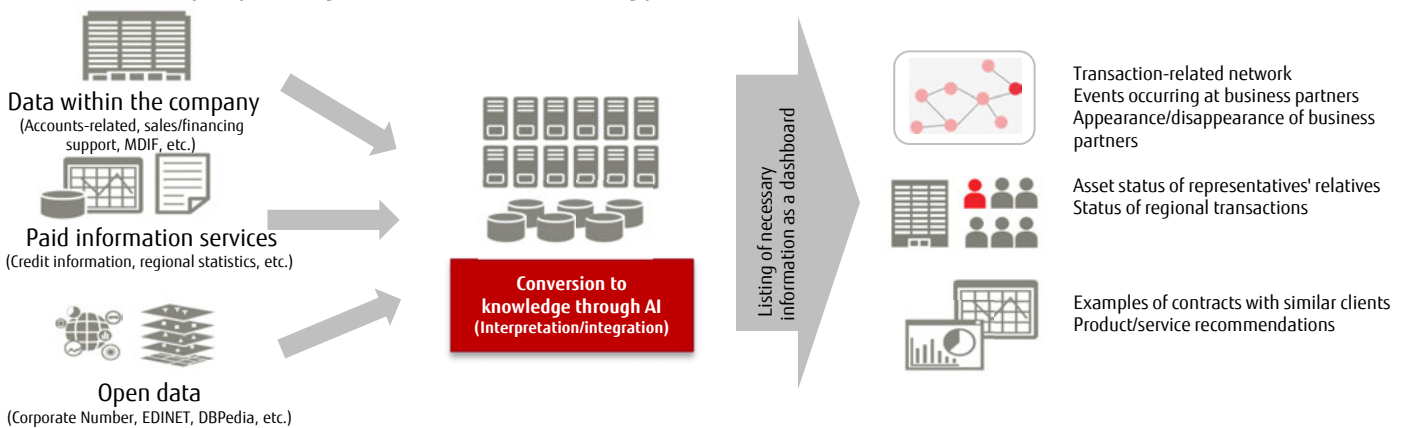 Data within the company
(Accounts-related, sales/financing
support, MDIF, etc.)
Paid information services
(Credit information, regional statistics, etc.)
Open data
(Corporate Number, EDINET, DBPedia, etc.)
Conversion to
knowledge through AI
(Interpretation/integration)
Listing of necessary
information as a dashboard
Transaction-related network
Events occurring at business partners
Appearance/disappearance of business
partners
Asset status of representatives' relatives
Status of regional transactions
Examples of contracts with similar clients
Product/service recommendations